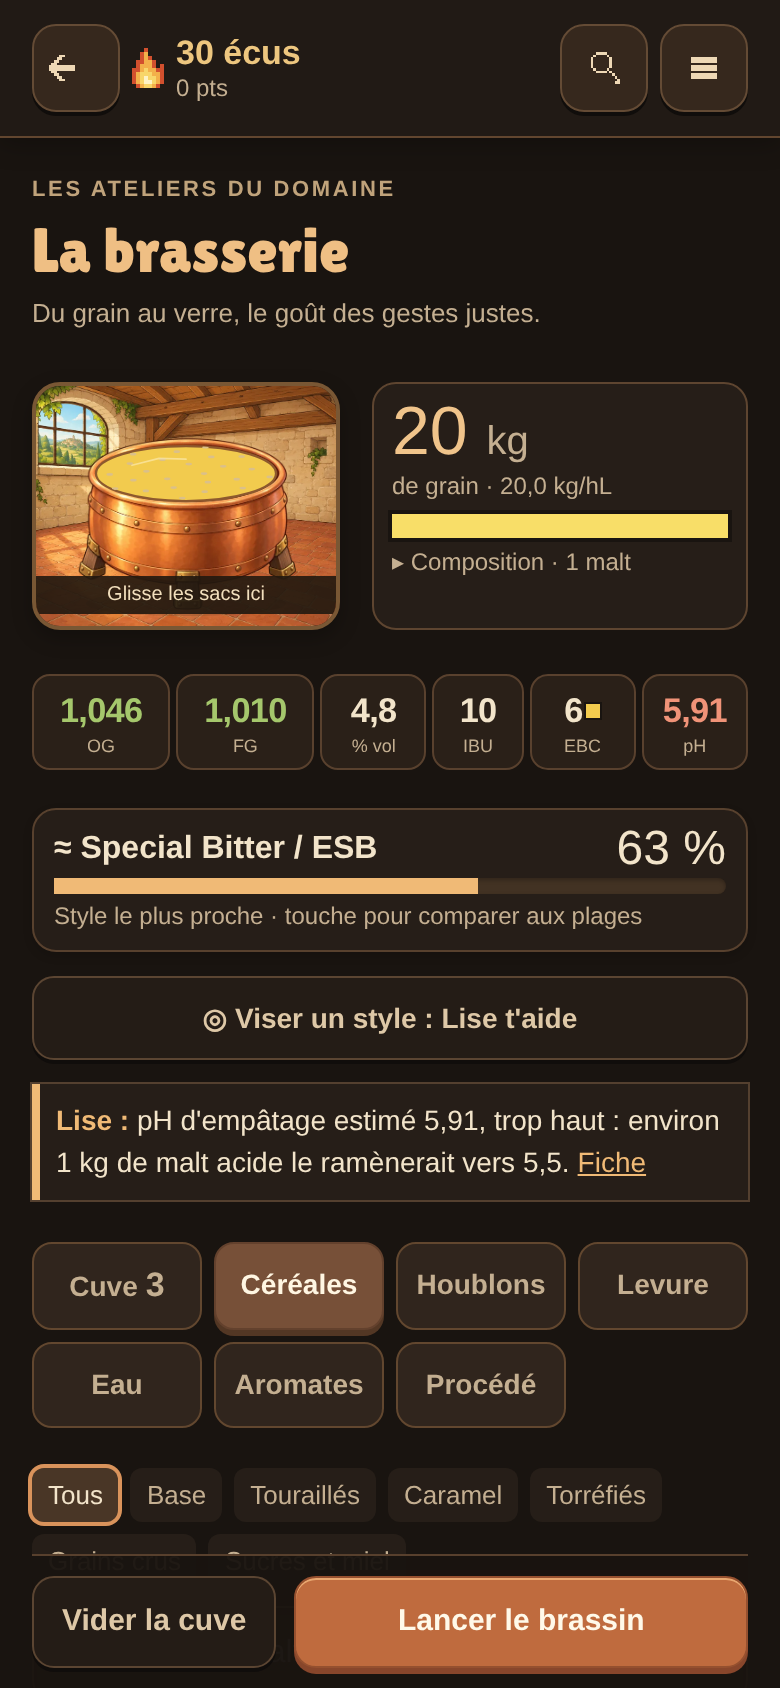 30 écus
0 pts
LES ATELIERS DU DOMAINE
La brasserie
Du grain au verre, le goût des gestes justes.
Glisse les sacs ici
20 kg
de grain · 20,0 kg/hL
▸ Composition · 1 malt
1,046
OG
1,010
FG
4,8
% vol
10
IBU
6
EBC
5,91
pH
≈ Special Bitter / ESB
63 %
Style le plus proche · touche pour comparer aux plages
◎ Viser un style : Lise t'aide
Lise : pH d'empâtage estimé 5,91, trop haut : environ
1 kg de malt acide le ramènerait vers 5,5. Fiche
Cuve 3
Céréales
Houblons
Levure
Eau
Aromates
Procédé
Tous
Base
Touraillés
Caramel
Torréfiés
Grains crus
Sucres et miel
Vider la cuve
Lancer le brassin